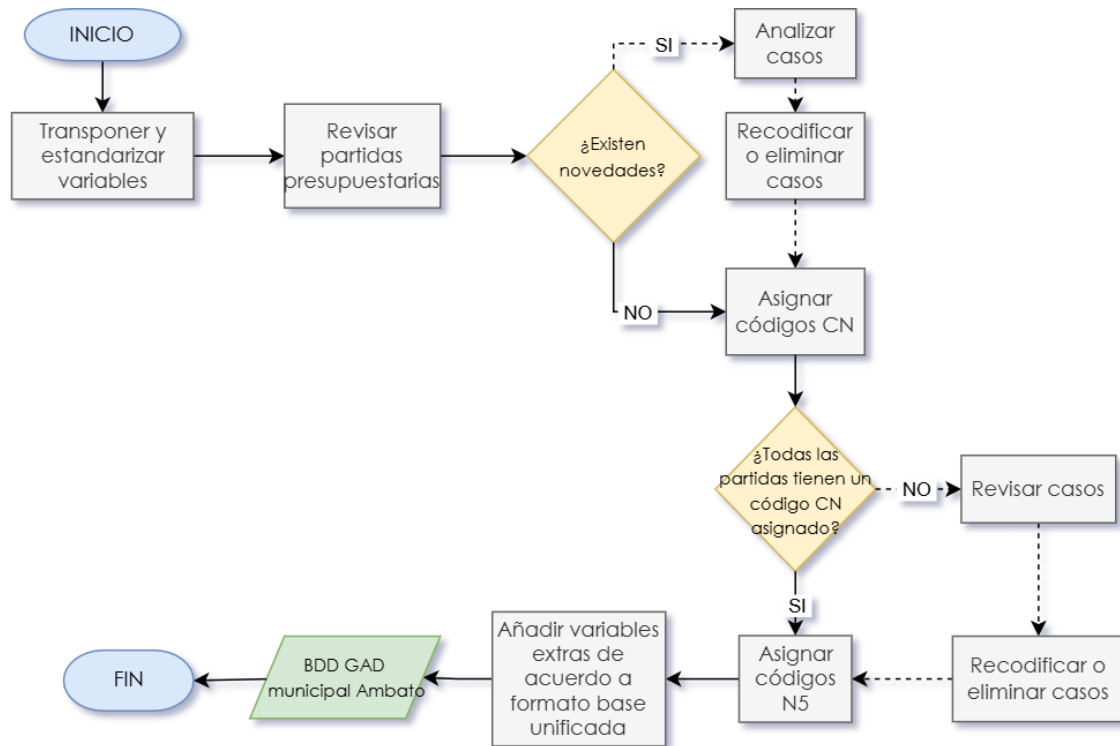 INICIO
Transponer y
estandarizar
variables
Revisar
partidas
presupuestarias
¿Existen
novedades?
SI
Analizar
casos
Recodificar
o eliminar
casos
NO
Asignar
códigos CN
¿Todas las
partidas tienen un
código CN
asignado?
NO
Revisar casos
SI
Recodificar o
eliminar casos
Asignar
códigos
N5
Añadir variables
extras de
acuerdo a
formato base
unificada
BDD GAD
municipal Ambato
FIN